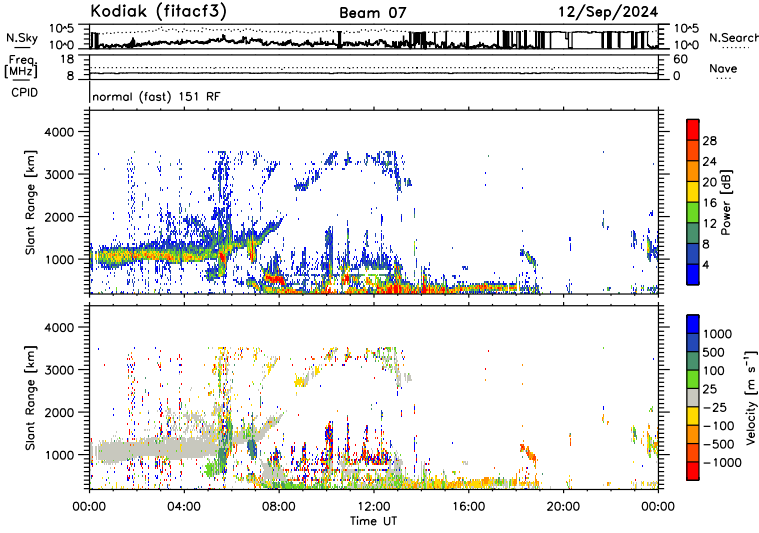 Kodiak (fitacf3) Beam 07 12/Sep/2024
N.Sky 10^5 10^0 10^5 10^0 N.Search
Freq. [MHz] 18 8 60 0 Nave
CPID normal (fast) 151 RF
Slant Range [km] 4000 3000 2000 1000
Power [dB] 28 24 20 16 12 8 4
Slant Range [km] 4000 3000 2000 1000
Velocity [m s⁻¹] 1000 500 100 25 −25 −100 −500 −1000
00:00 04:00 08:00 12:00 16:00 20:00 00:00
Time UT